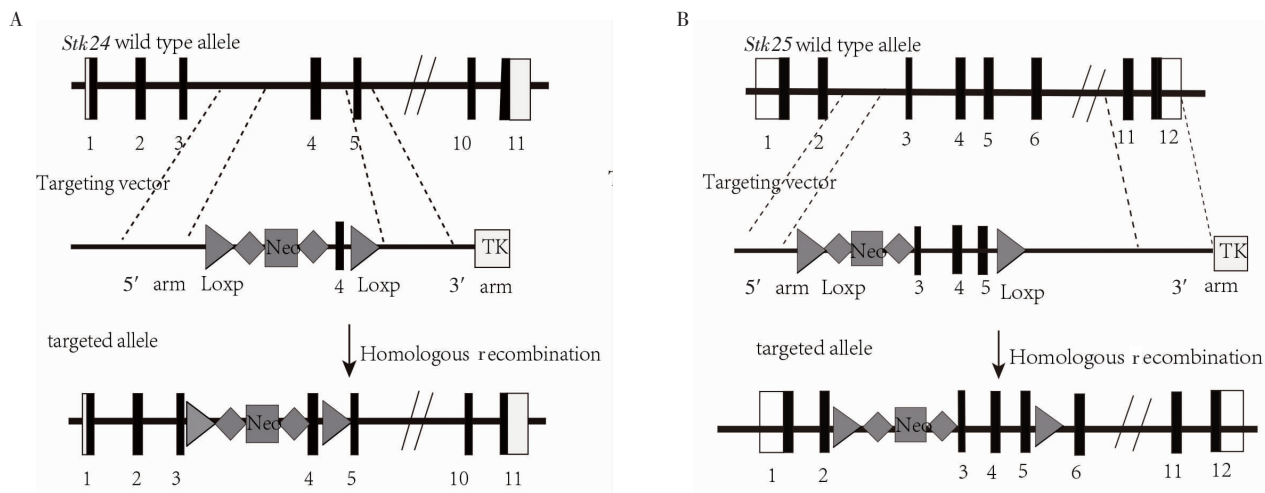 A
Stk24 wild type allele
1 2 3 4 5 10 11
Targeting vector
Neo TK
5′ arm Loxp 4 Loxp 3′ arm
targeted allele
Homologous recombination
Neo
1 2 3 4 5 10 11
B
Stk25 wild type allele
1 2 3 4 5 6 11 12
Targeting vector
Neo TK
5′ arm Loxp 3 4 5 Loxp 3′ arm
targeted allele
Homologous recombination
Neo
1 2 3 4 5 6 11 12